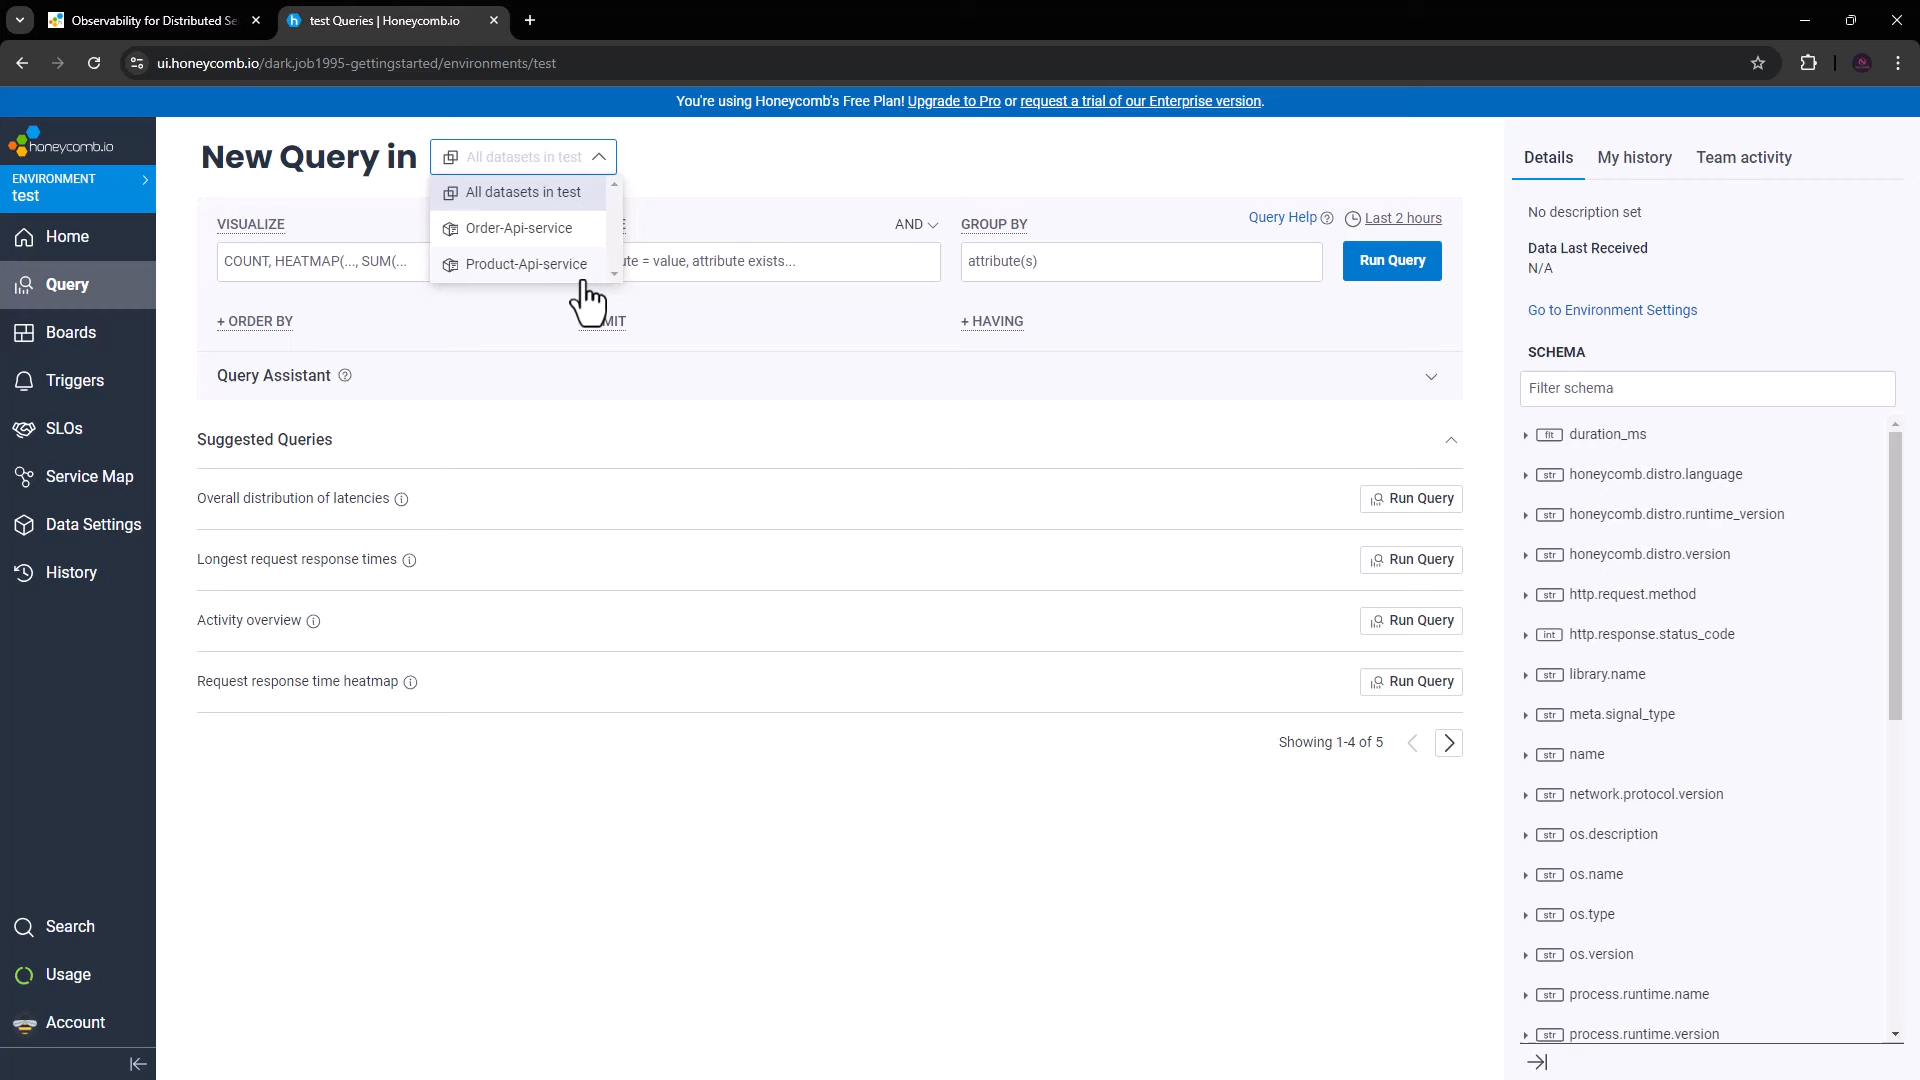 Observability for Distributed Se
test Queries | Honeycomb.io
ui.honeycomb.io/dark.job1995-gettingstarted/environments/test
You're using Honeycomb's Free Plan! Upgrade to Pro or request a trial of our Enterprise version.
honeycomb.io
ENVIRONMENT
test
Home
Query
Boards
Triggers
SLOs
Service Map
Data Settings
History
Search
Usage
Account
New Query in
All datasets in test
All datasets in test
Order-Api-service
Product-Api-service
VISUALIZE
COUNT, HEATMAP(..., SUM(...
AND
= value, attribute exists...
GROUP BY
attribute(s)
Query Help
Last 2 hours
Run Query
+ ORDER BY
+ HAVING
Query Assistant
Suggested Queries
Overall distribution of latencies
Run Query
Longest request response times
Run Query
Activity overview
Run Query
Request response time heatmap
Run Query
Showing 1-4 of 5
Details
My history
Team activity
No description set
Data Last Received
N/A
Go to Environment Settings
SCHEMA
Filter schema
flt duration_ms
str honeycomb.distro.language
str honeycomb.distro.runtime_version
str honeycomb.distro.version
str http.request.method
int http.response.status_code
str library.name
str meta.signal_type
str name
str network.protocol.version
str os.description
str os.name
str os.type
str os.version
str process.runtime.name
str process.runtime.version